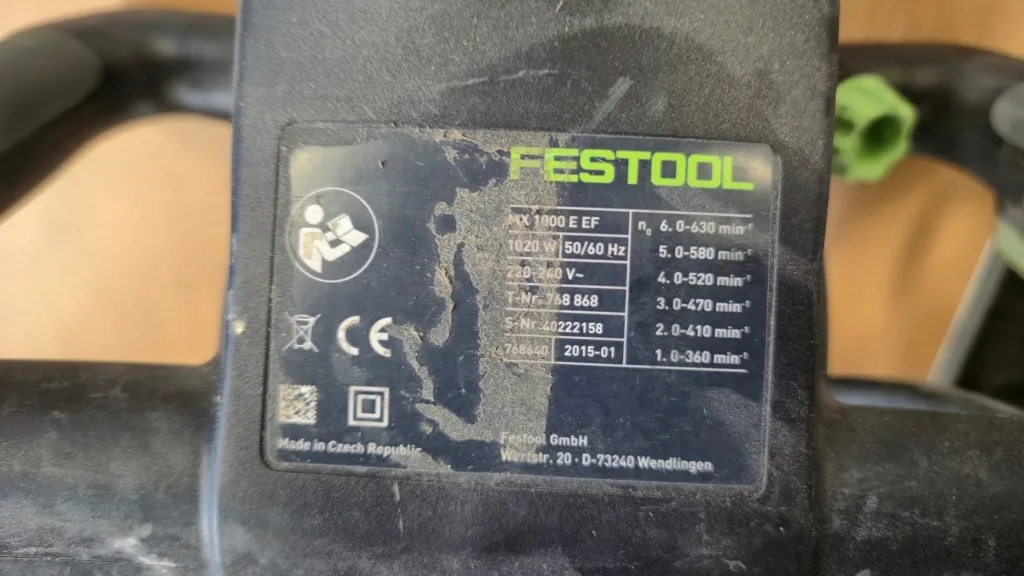 FESTOOL
MX 1000 E EF
1020 W 50/60 Hz
220-240 V~
T-Nr. 768 868
S-Nr. 40222158
768640 2015-01
n₀ 6. 0-630 min⁻¹
5. 0-580 min⁻¹
4. 0-520 min⁻¹
3. 0-470 min⁻¹
2. 0-410 min⁻¹
1. 0-360 min⁻¹
CE
Made in Czech Republic
Festool GmbH
Wertstr. 20 · D-73240 Wendlingen